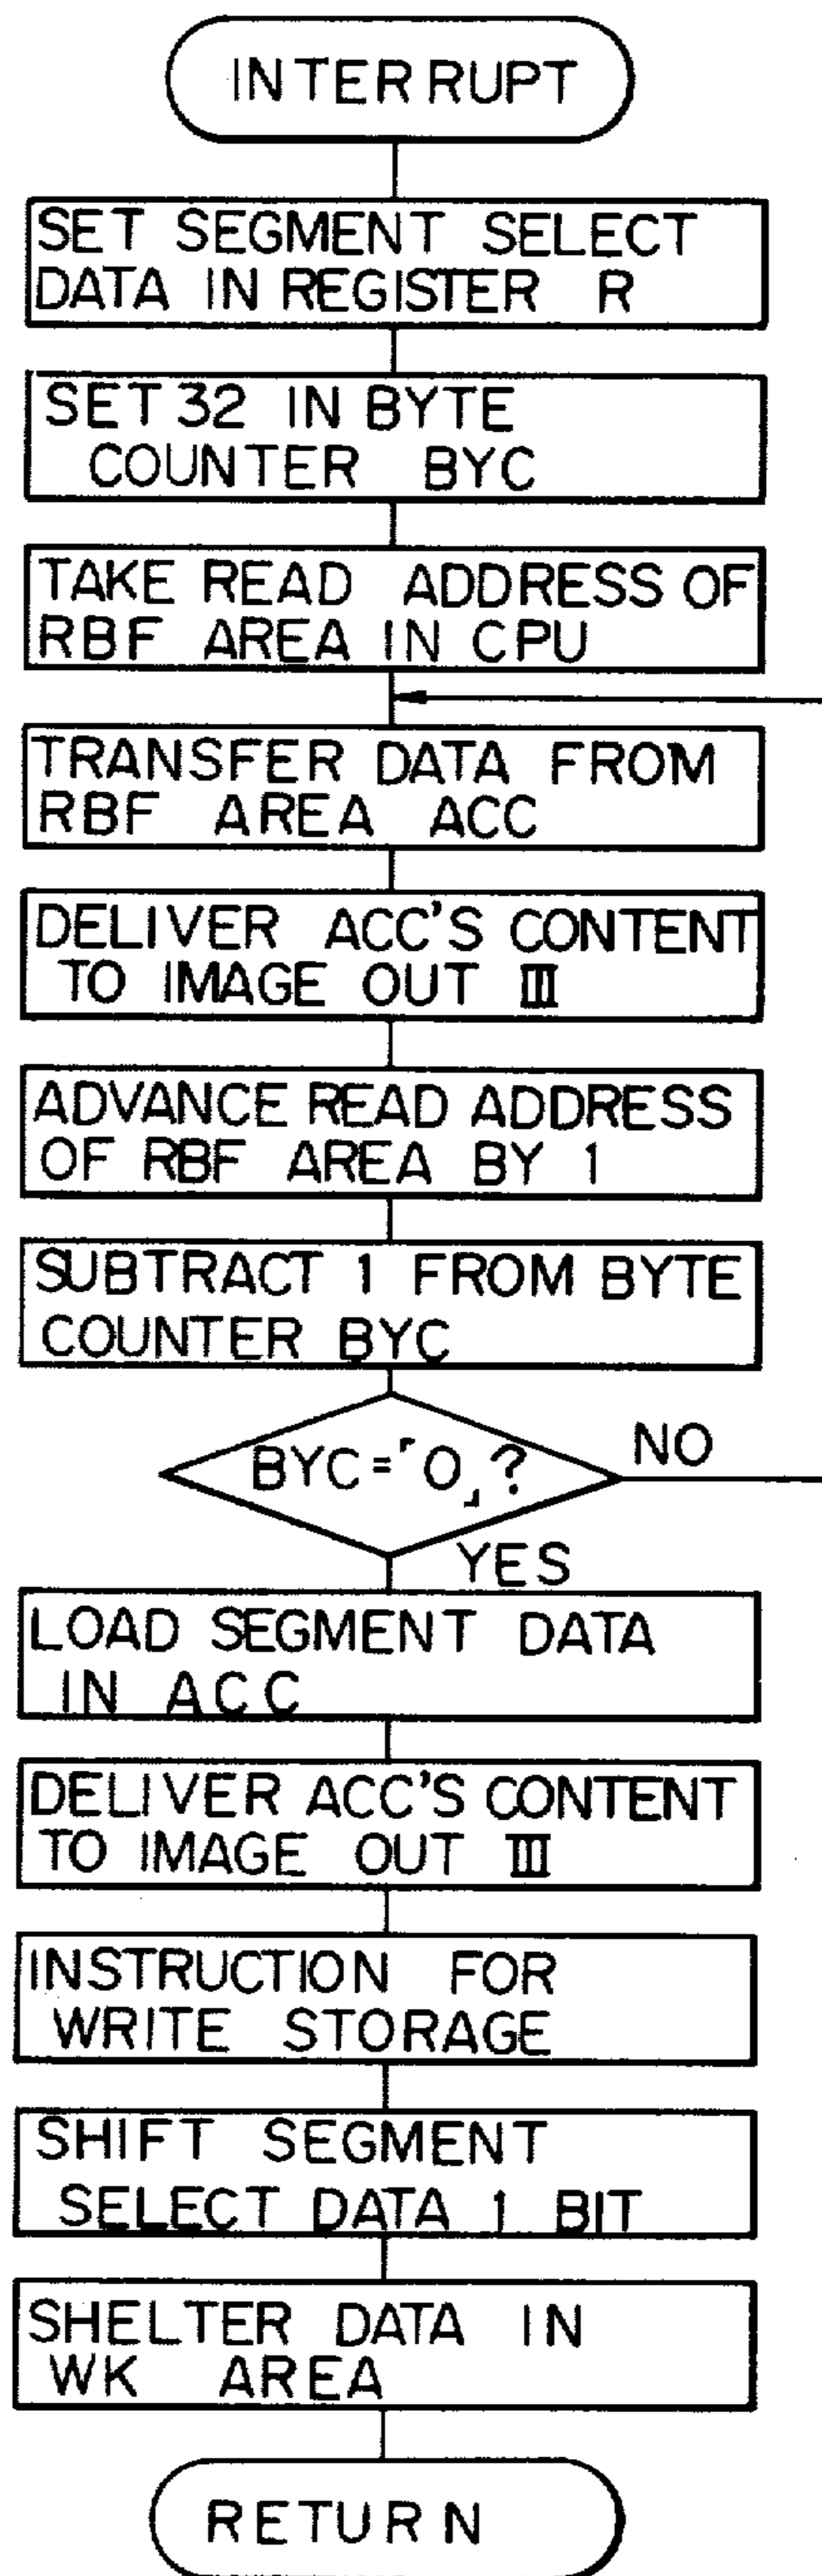 INTERRUPT
SET SEGMENT SELECT
DATA IN REGISTER R
SET 32 IN BYTE
COUNTER BYC
TAKE READ ADDRESS OF
RBF AREA IN CPU
TRANSFER DATA FROM
RBF AREA ACC
DELIVER ACC'S CONTENT
TO IMAGE OUT III
ADVANCE READ ADDRESS
OF RBF AREA BY 1
SUBTRACT 1 FROM BYTE
COUNTER BYC
BYC=「0」?
NO
YES
LOAD SEGMENT DATA
IN ACC
DELIVER ACC'S CONTENT
TO IMAGE OUT III
INSTRUCTION FOR
WRITE STORAGE
SHIFT SEGMENT
SELECT DATA 1 BIT
SHELTER DATA IN
WK AREA
RETURN